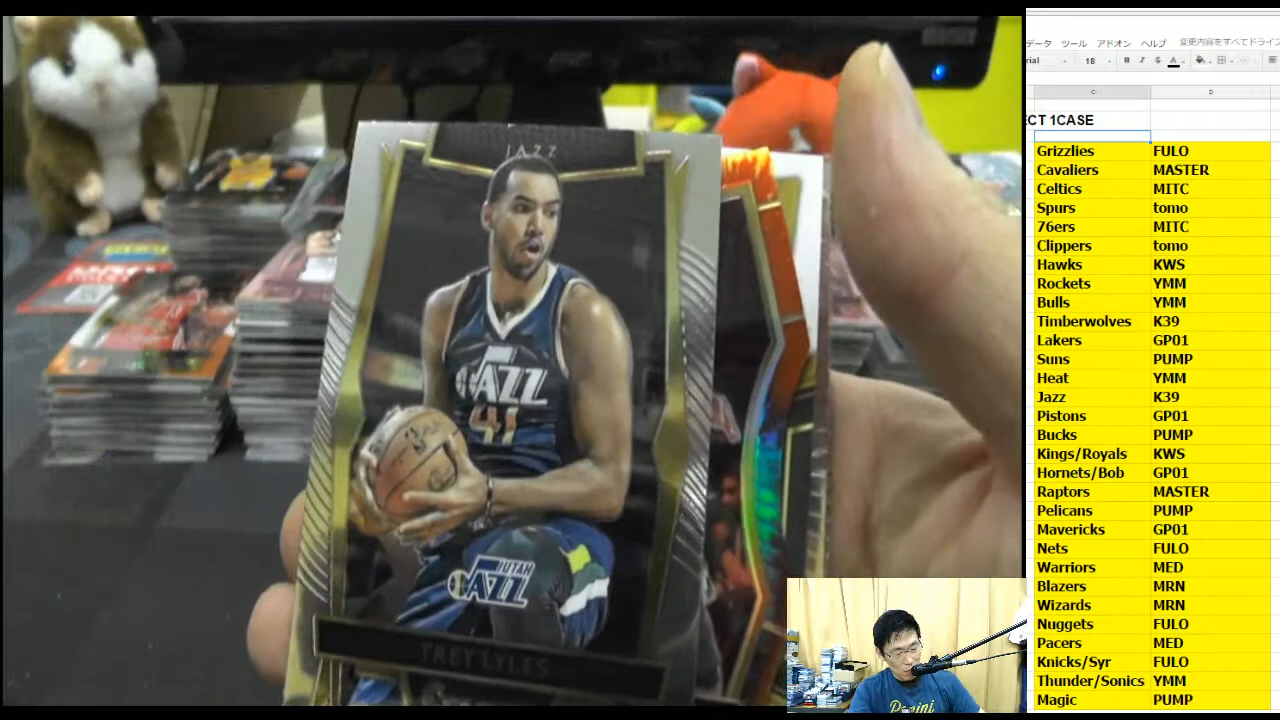 JAZZ
JAZZ
41
UTAH
JAZZ
TREY LYLES
Panini
データ ツール アドオン ヘルプ 変更内容をすべてドライブ
rial 18 B I S A
C D
ECT 1CASE
Grizzlies FULO
Cavaliers MASTER
Celtics MITC
Spurs tomo
76ers MITC
Clippers tomo
Hawks KWS
Rockets YMM
Bulls YMM
Timberwolves K39
Lakers GP01
Suns PUMP
Heat YMM
Jazz K39
Pistons GP01
Bucks PUMP
Kings/Royals KWS
Hornets/Bob GP01
Raptors MASTER
Pelicans PUMP
Mavericks GP01
Nets FULO
Warriors MED
Blazers MRN
Wizards MRN
Nuggets FULO
Pacers MED
Knicks/Syr FULO
Thunder/Sonics YMM
Magic PUMP